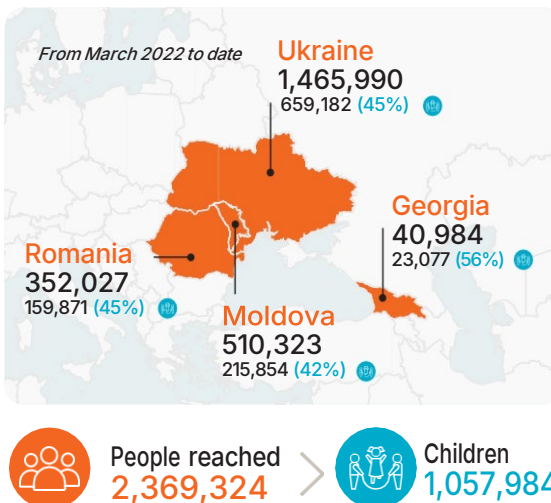 From March 2022 to date
Ukraine
1,465,990
659,182 (45%)
Georgia
40,984
23,077 (56%)
Romania
352,027
159,871 (45%)
Moldova
510,323
215,854 (42%)
People reached
2,369,324
Children
1,057,984